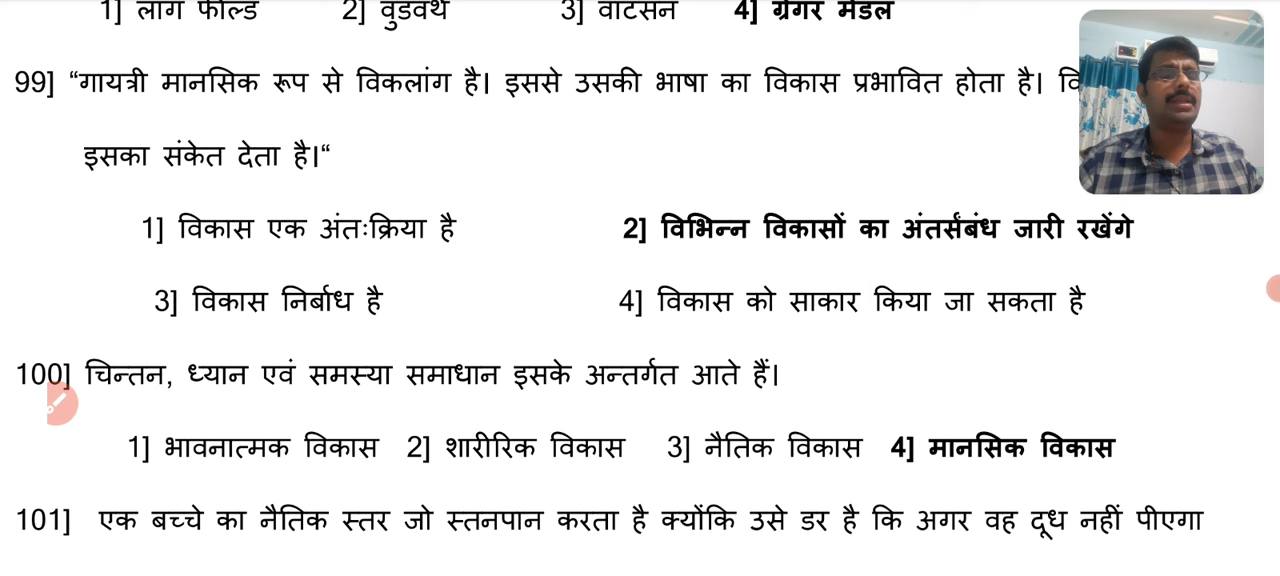 1] लांग फील्ड 2] वुडवर्थ 3] वाटसन 4] ग्रेगर मेंडल
99] “गायत्री मानसिक रूप से विकलांग है। इससे उसकी भाषा का विकास प्रभावित होता है।
इसका संकेत देता है।“
1] विकास एक अंतःक्रिया है 2] विभिन्न विकासों का अंतर्संबंध जारी रखेंगे
3] विकास निर्बाध है 4] विकास को साकार किया जा सकता है
100] चिन्तन, ध्यान एवं समस्या समाधान इसके अन्तर्गत आते हैं।
1] भावनात्मक विकास 2] शारीरिक विकास 3] नैतिक विकास 4] मानसिक विकास
101] एक बच्चे का नैतिक स्तर जो स्तनपान करता है क्योंकि उसे डर है कि अगर वह दूध नहीं पीएगा